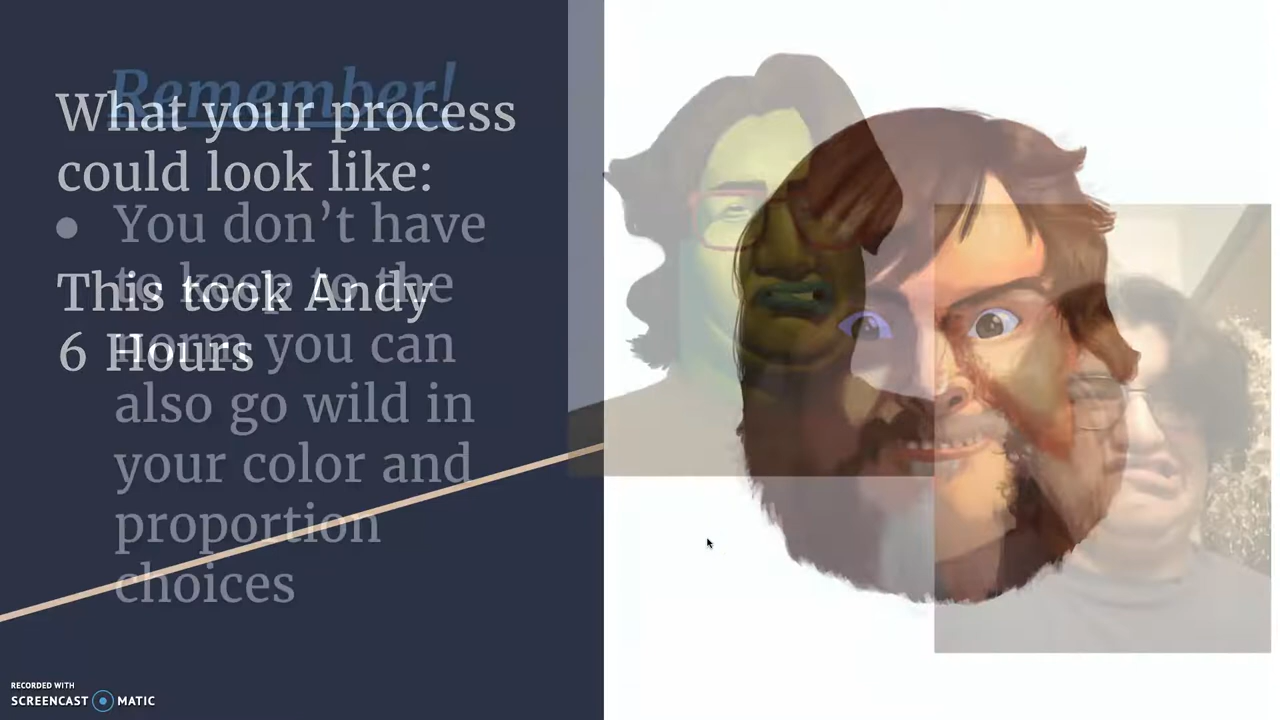 Remember!
What your process
could look like:
● You don’t have
to keep to the
norm, you can
also go wild in
your color and
proportion
choices
This took Andy
6 Hours
RECORDED WITH
SCREENCAST MATIC